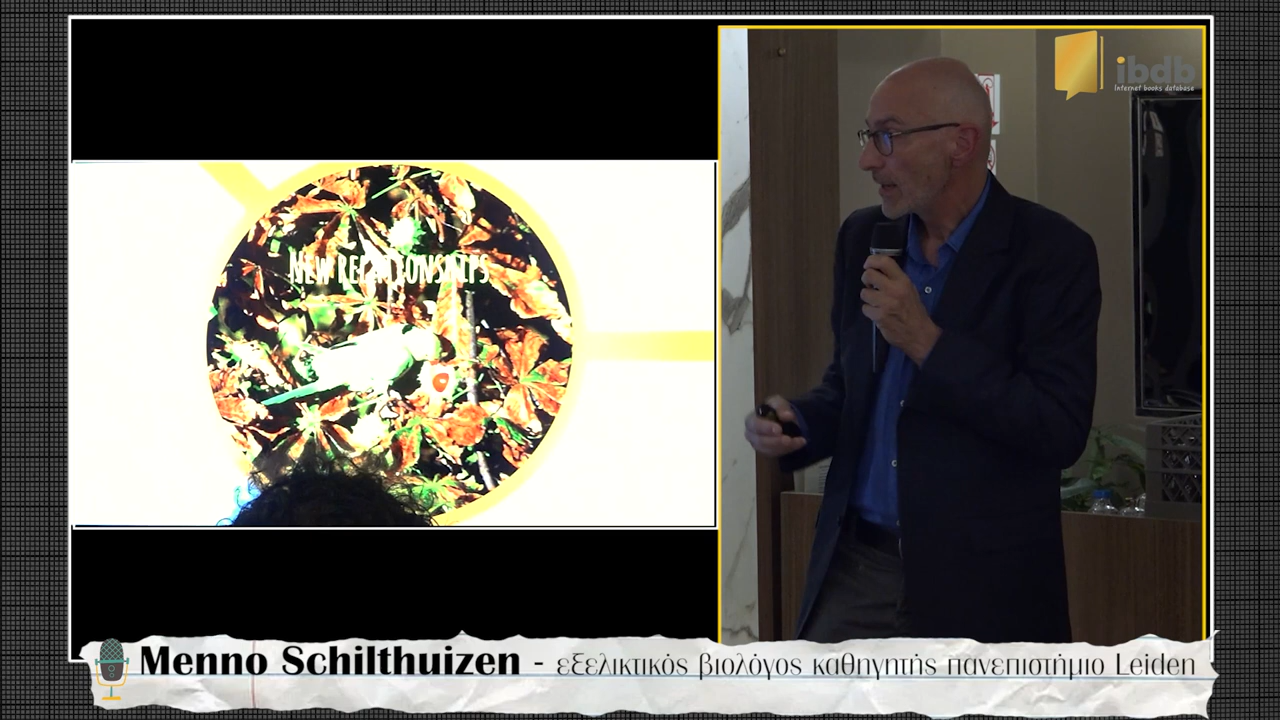 ibdb
Internet books database
New relationships
Menno Schilthuizen - εξελικτικός βιολόγος καθηγητής πανεπιστήμιο Leiden